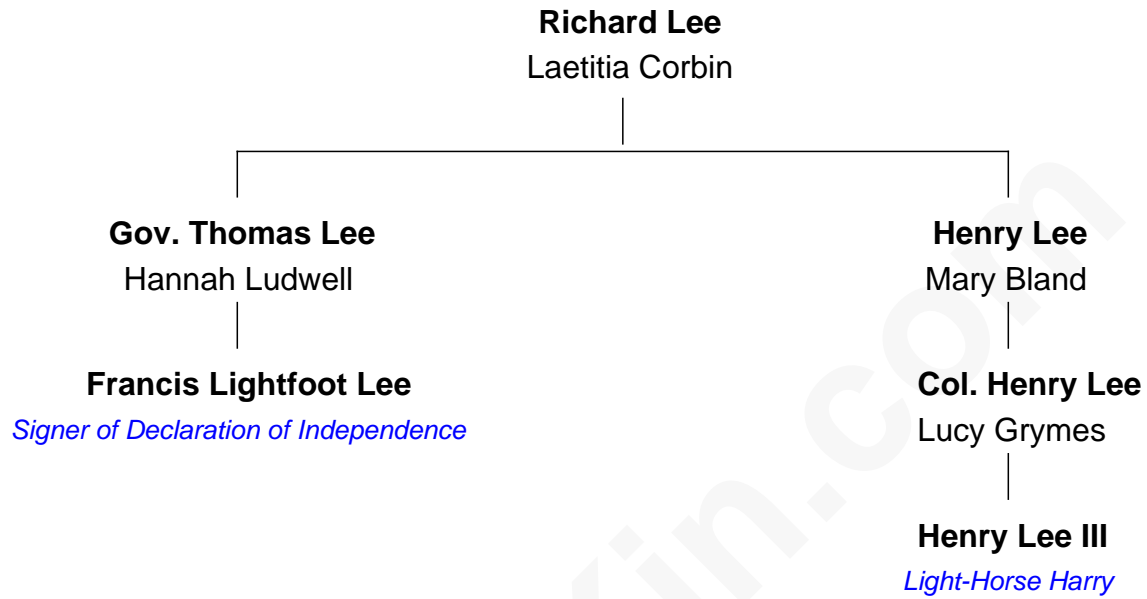 Richard Lee
Laetitia Corbin
Gov. Thomas Lee
Hannah Ludwell
Francis Lightfoot Lee
Signer of Declaration of Independence
Henry Lee
Mary Bland
Col. Henry Lee
Lucy Grymes
Henry Lee III
Light-Horse Harry